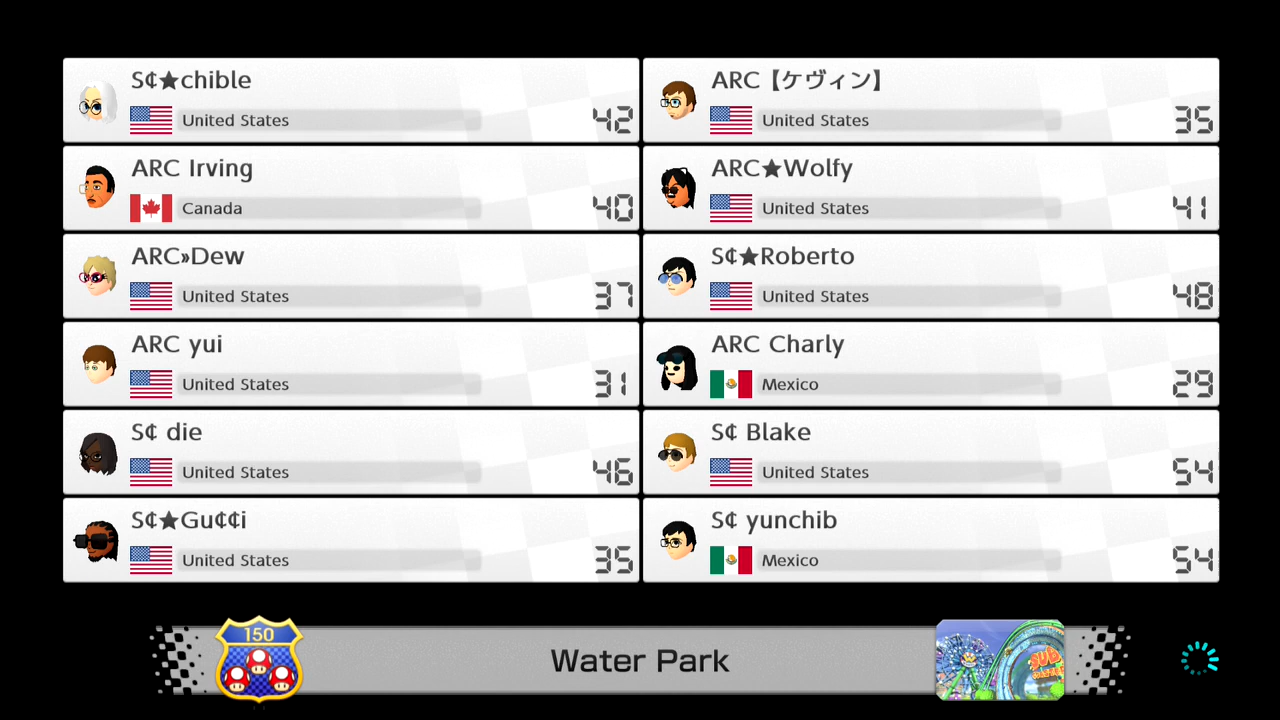 S¢★chible
United States
42
ARC【ケヴィン】
United States
35
ARC Irving
Canada
40
ARC★Wolfy
United States
41
ARC»Dew
United States
37
S¢★Roberto
United States
48
ARC yui
United States
31
ARC Charly
Mexico
29
S¢ die
United States
46
S¢ Blake
United States
54
S¢★Gu¢¢i
United States
35
S¢ yunchib
Mexico
54
150
Water Park